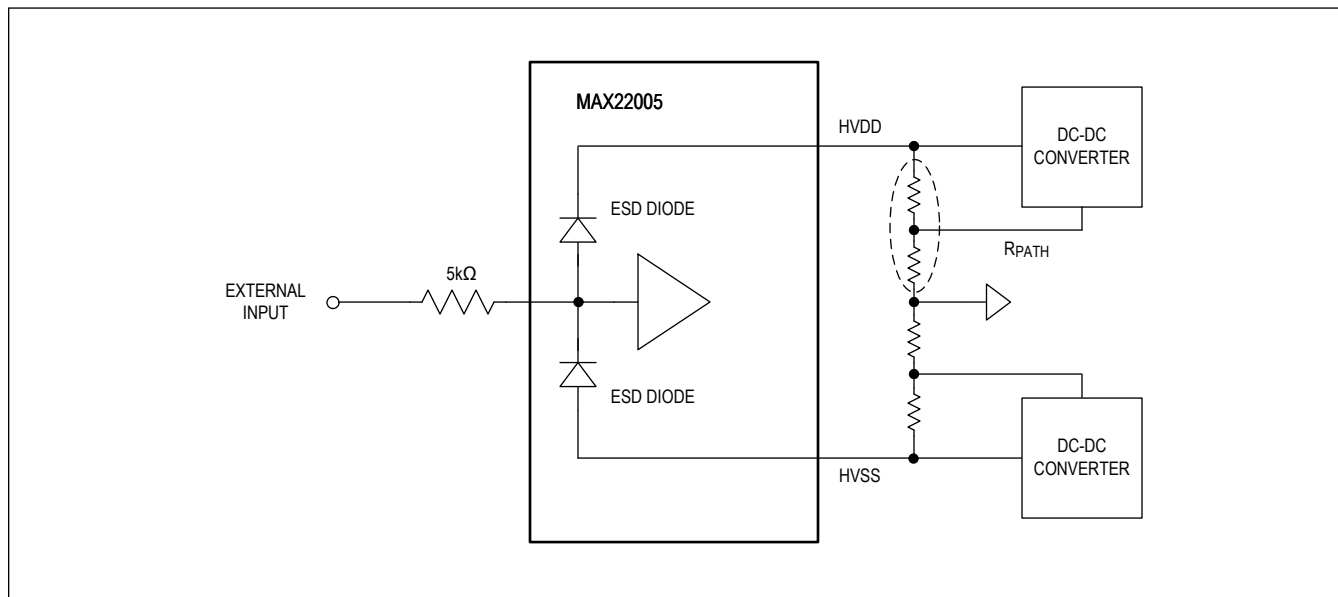 MAX22005
HVDD
DC-DC
CONVERTER
ESD DIODE
RPATH
5kΩ
EXTERNAL
INPUT
ESD DIODE
HVSS
DC-DC
CONVERTER